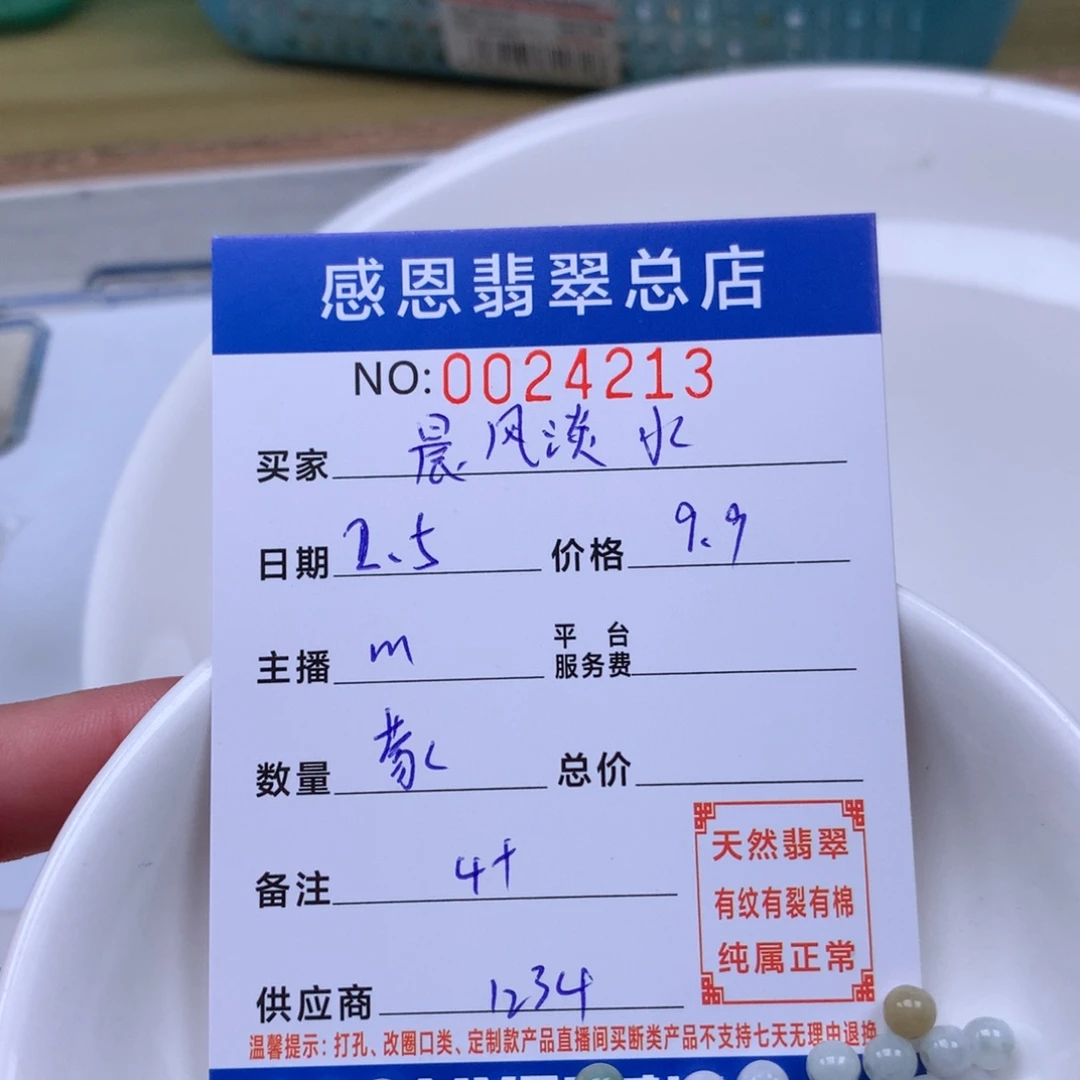 感恩翡翠总店
NO:0024213
买家 晨风淡水
日期 2.5 价格 9.9
主播 m 平台服务费
数量 总价
备注 4十
天然翡翠
有纹有裂有棉
纯属正常
供应商 1234
温馨提示:打孔、改圈口类、定制款产品直播间买断类产品不支持七天无理由退换